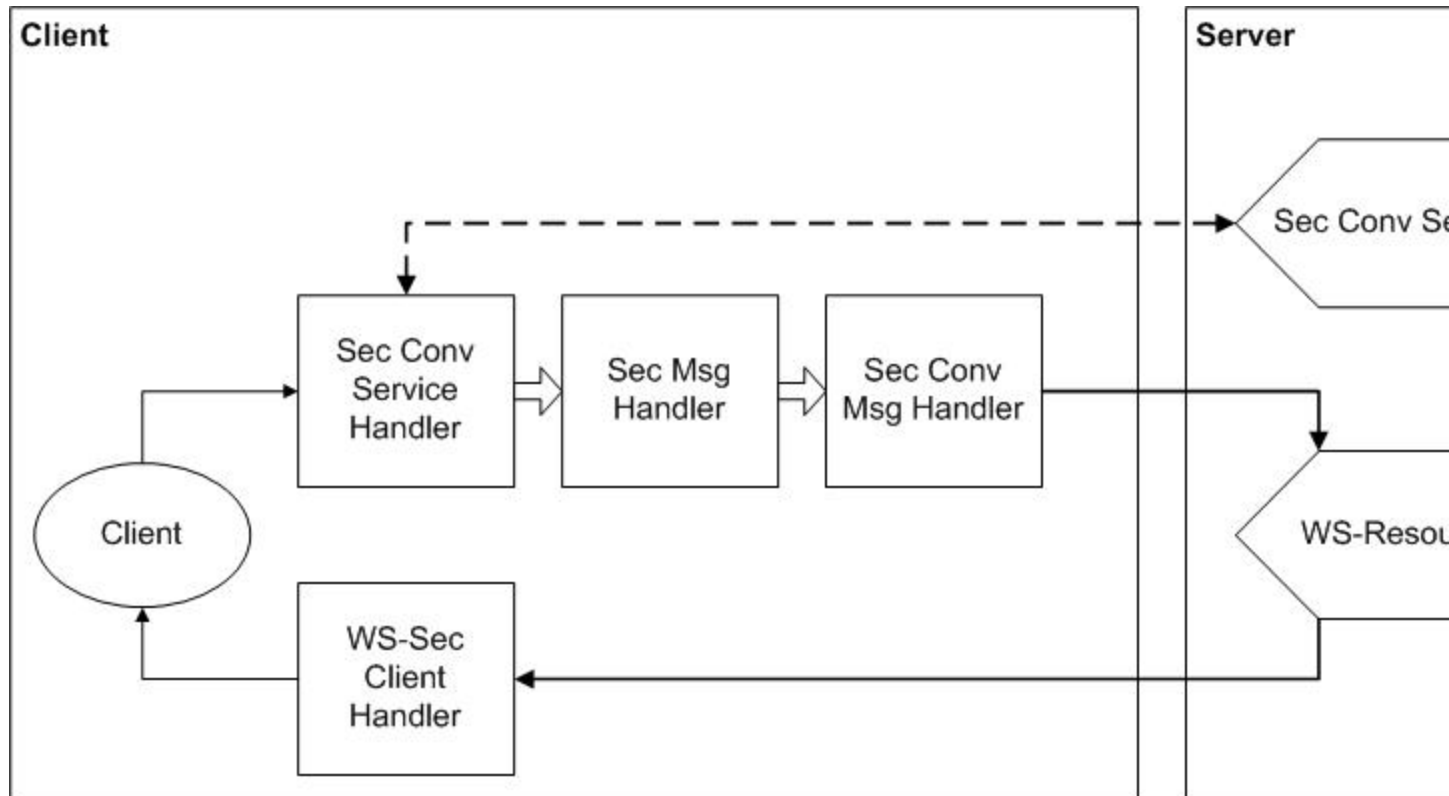 Client
Server
Sec Conv Se
Sec Conv
Service
Handler
Sec Msg
Handler
Sec Conv
Msg Handler
Client
WS-Resou
WS-Sec
Client
Handler